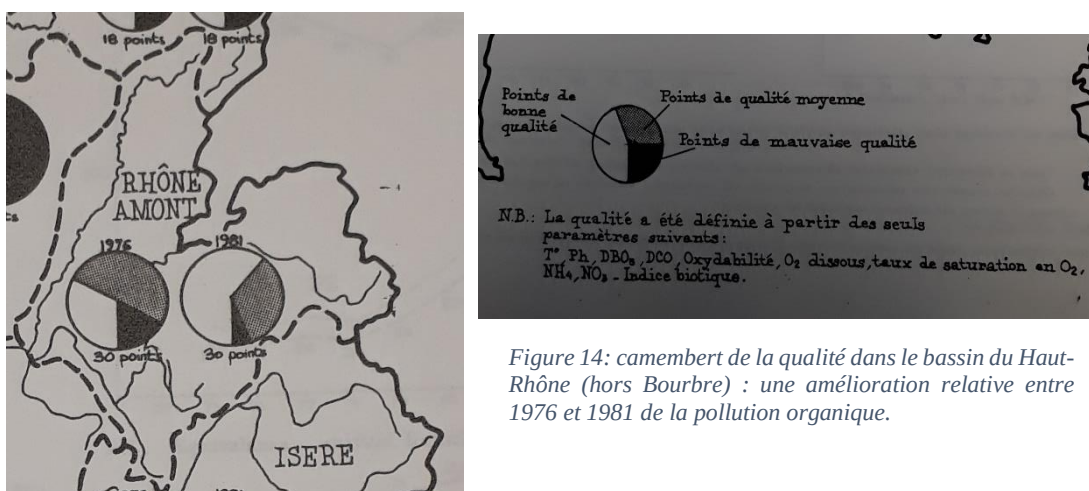 18 points 18 points
RHÔNE
AMONT
1976 1981
30 points 30 points
ISERE
1981
Points de
bonne
qualité
Points de qualité moyenne
Points de mauvaise qualité
N.B.: La qualité a été définie à partir des seuls
paramètres suivants:
T°, Ph, DBO₅, DCO, Oxydabilité, O₂ dissous, taux de saturation en O₂,
NH₄, NO₃ - Indice biotique.
Figure 14: camembert de la qualité dans le bassin du Haut-
Rhône (hors Bourbre) : une amélioration relative entre
1976 et 1981 de la pollution organique.